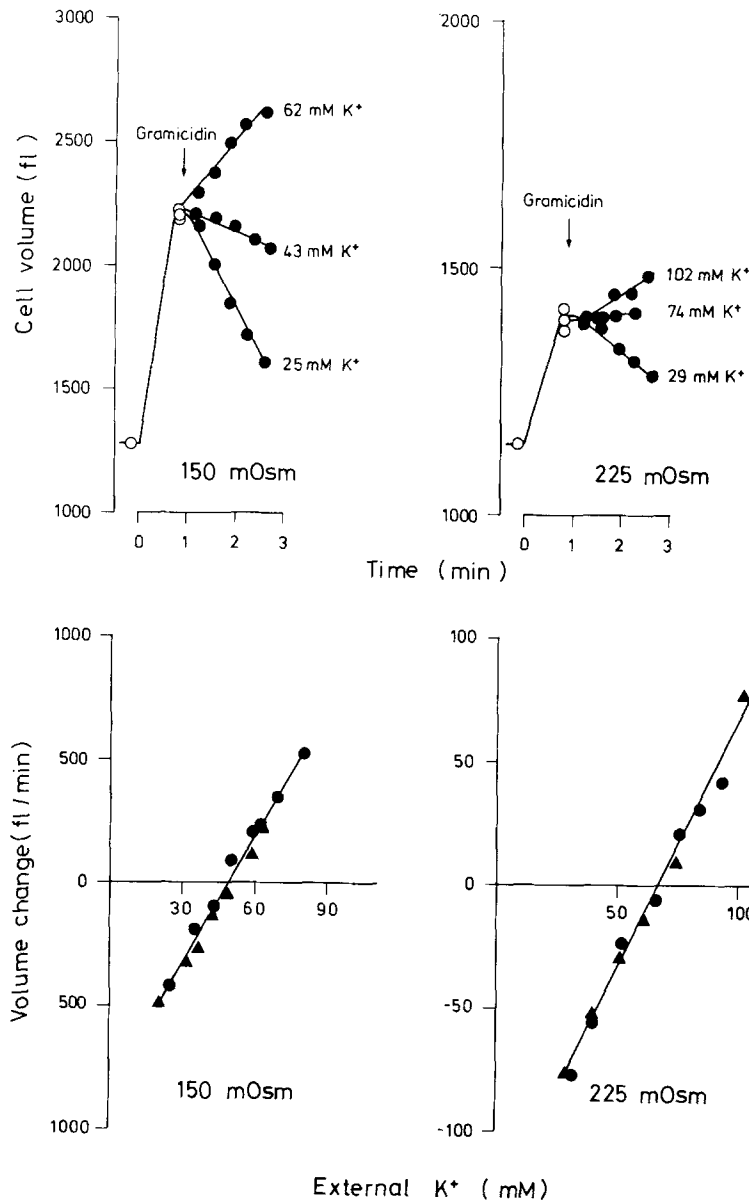 Cell volume (fl)
3000
2500
2000
1500
1000
Gramicidin
62 mM K⁺
43 mM K⁺
25 mM K⁺
150 mOsm
0 1 2 3
2000
1500
1000
Gramicidin
102 mM K⁺
74 mM K⁺
29 mM K⁺
225 mOsm
0 1 2 3
Time (min)
Volume change (fl/min)
1000
500
0
500
1000
30 60 90
150 mOsm
100
50
0
-50
-100
50 100
225 mOsm
External K⁺ (mM)